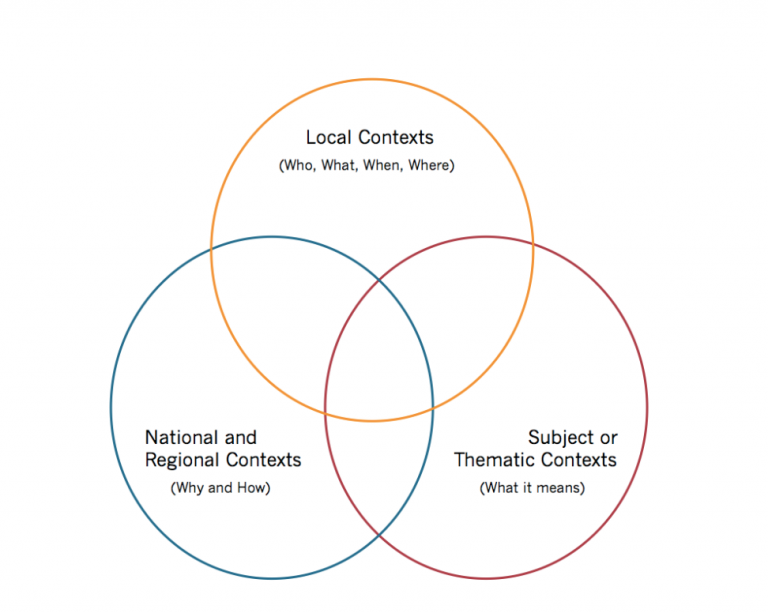 Local Contexts
(Who, What, When, Where)
National and
Regional Contexts
(Why and How)
Subject or
Thematic Contexts
(What it means)